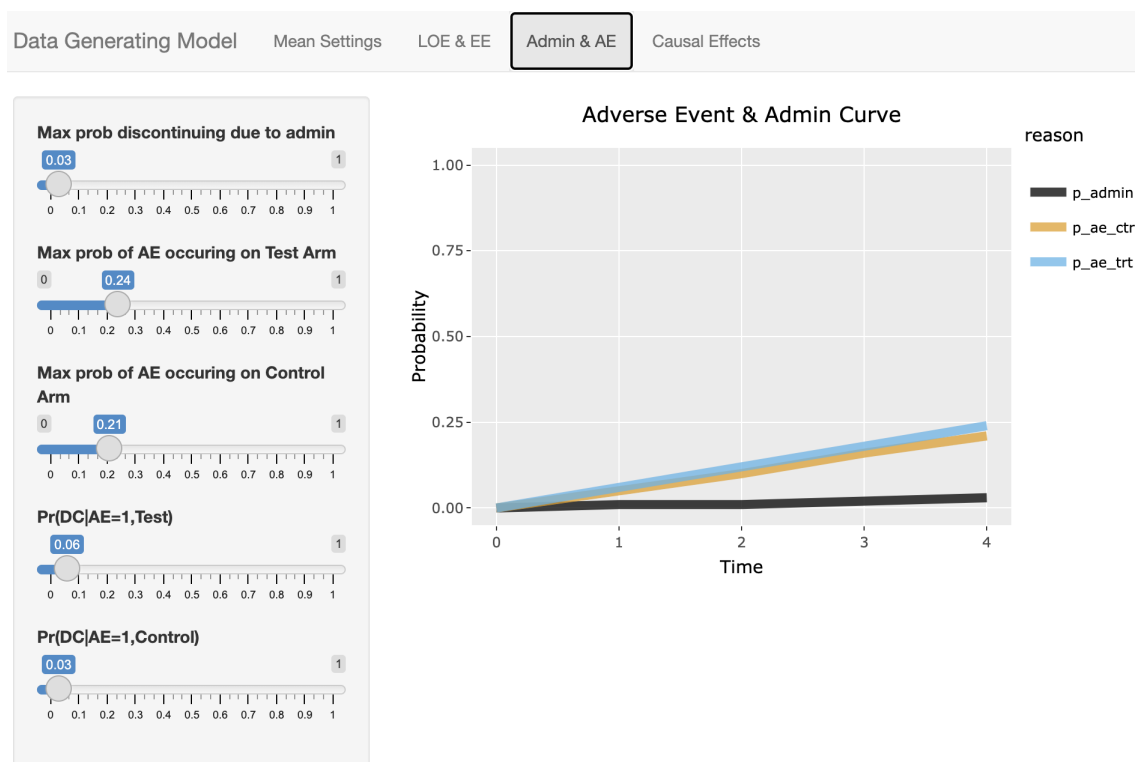 Data Generating Model Mean Settings LOE & EE Admin & AE Causal Effects
Max prob discontinuing due to admin
0.03 1
0 0.1 0.2 0.3 0.4 0.5 0.6 0.7 0.8 0.9 1
Max prob of AE occuring on Test Arm
0 0.24 1
0 0.1 0.2 0.3 0.4 0.5 0.6 0.7 0.8 0.9 1
Max prob of AE occuring on Control
Arm
0 0.21 1
0 0.1 0.2 0.3 0.4 0.5 0.6 0.7 0.8 0.9 1
Pr(DC|AE=1,Test)
0.06 1
0 0.1 0.2 0.3 0.4 0.5 0.6 0.7 0.8 0.9 1
Pr(DC|AE=1,Control)
0.03 1
0 0.1 0.2 0.3 0.4 0.5 0.6 0.7 0.8 0.9 1
Adverse Event & Admin Curve
Probability
1.00
0.75
0.50
0.25
0.00
0 1 2 3 4
Time
reason
p_admin
p_ae_ctr
p_ae_trt